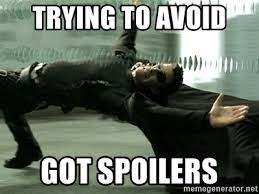 TRYING TO AVOID
GOT SPOILERS
memegenerator.net